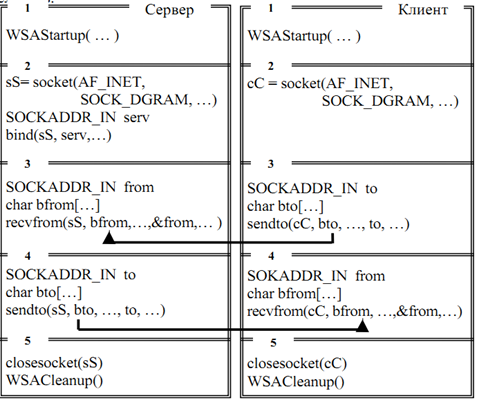 1 Сервер
WSAStartup( … )
2
sS= socket(AF_INET,
SOCK_DGRAM, …)
SOCKADDR_IN serv
bind(sS, serv,…)
3
SOCKADDR_IN from
char bfrom[…]
recvfrom(sS, bfrom,…,&from,… )
4
SOCKADDR_IN to
char bto[…]
sendto(sS, bto, …, to, …)
5
closesocket(sS)
WSACleanup()
1 Клиент
WSAStartup( … )
2
cC = socket(AF_INET,
SOCK_DGRAM, …)
3
SOCKADDR_IN to
char bto[…]
sendto(cC, bto, …, to, …)
4
SOKADDR_IN from
char bfrom[…]
recvfrom(cC, bfrom, …,&from,…)
5
closesocket(cC)
WSACleanup()